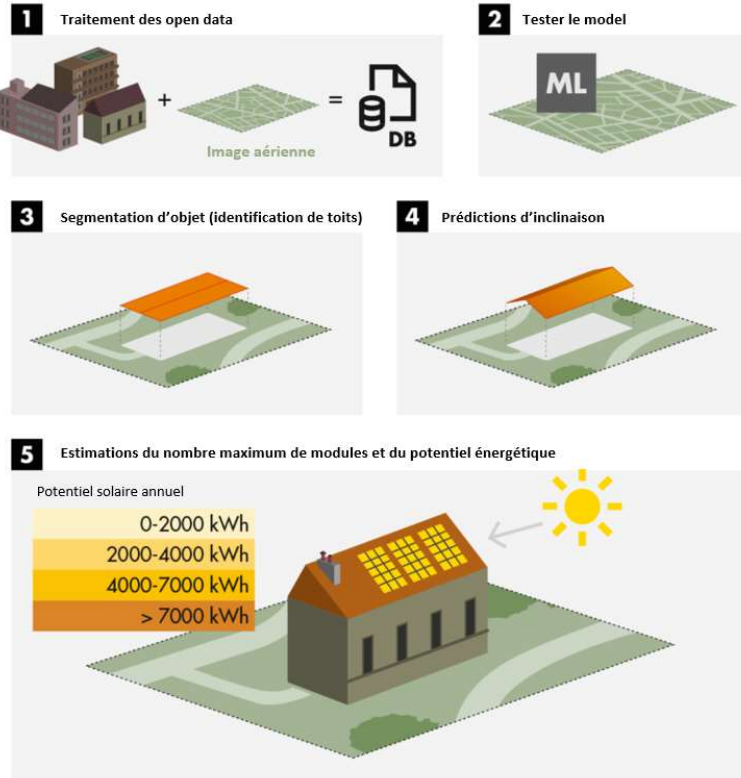 1 Traitement des open data
+ =
Image aérienne
DB
2 Tester le model
ML
3 Segmentation d'objet (identification de toits)
4 Prédictions d'inclinaison
5 Estimations du nombre maximum de modules et du potentiel énergétique
Potentiel solaire annuel
0-2000 kWh
2000-4000 kWh
4000-7000 kWh
> 7000 kWh